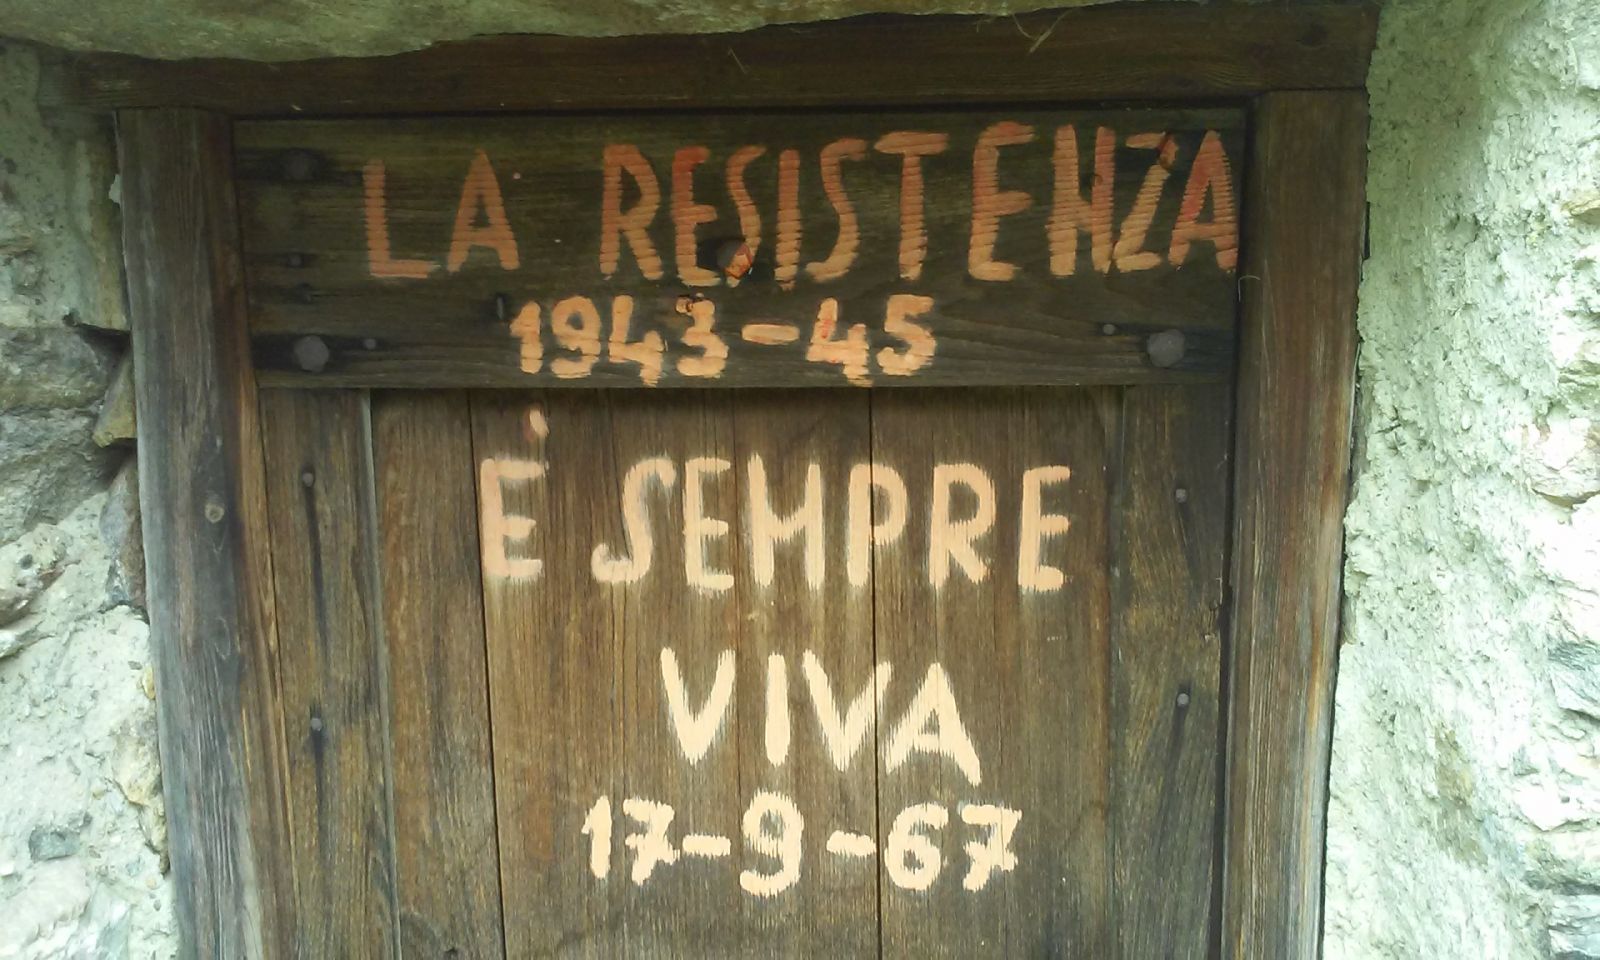 LA RESISTENZA
1943-45
È SEMPRE
VIVA
17-9-67